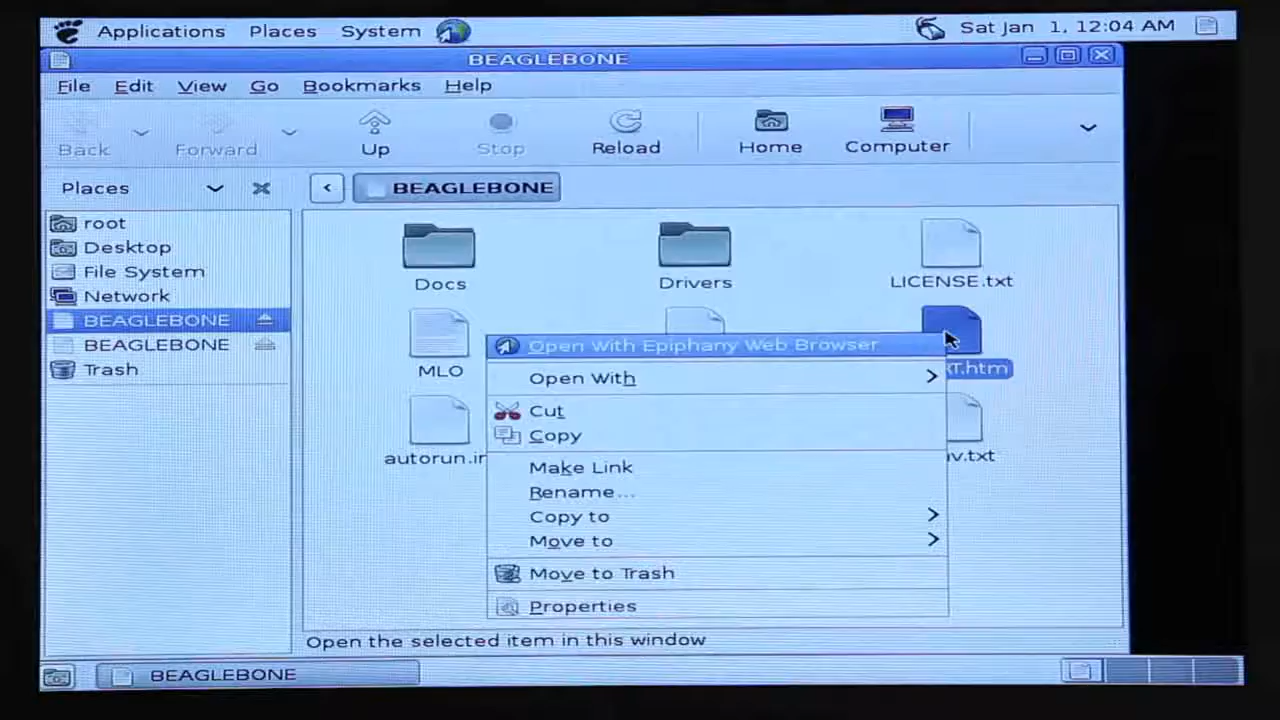 Applications Places System Sat Jan 1, 12:04 AM
BEAGLEBONE
File Edit View Go Bookmarks Help
Back Forward Up Stop Reload Home Computer
Places BEAGLEBONE
root
Desktop
File System
Network
BEAGLEBONE
BEAGLEBONE
Trash
Docs Drivers LICENSE.txt
MLO .htm
autorun.in v.txt
Open With Epiphany Web Browser
Open With
Cut
Copy
Make Link
Rename...
Copy to
Move to
Move to Trash
Properties
Open the selected item in this window
BEAGLEBONE